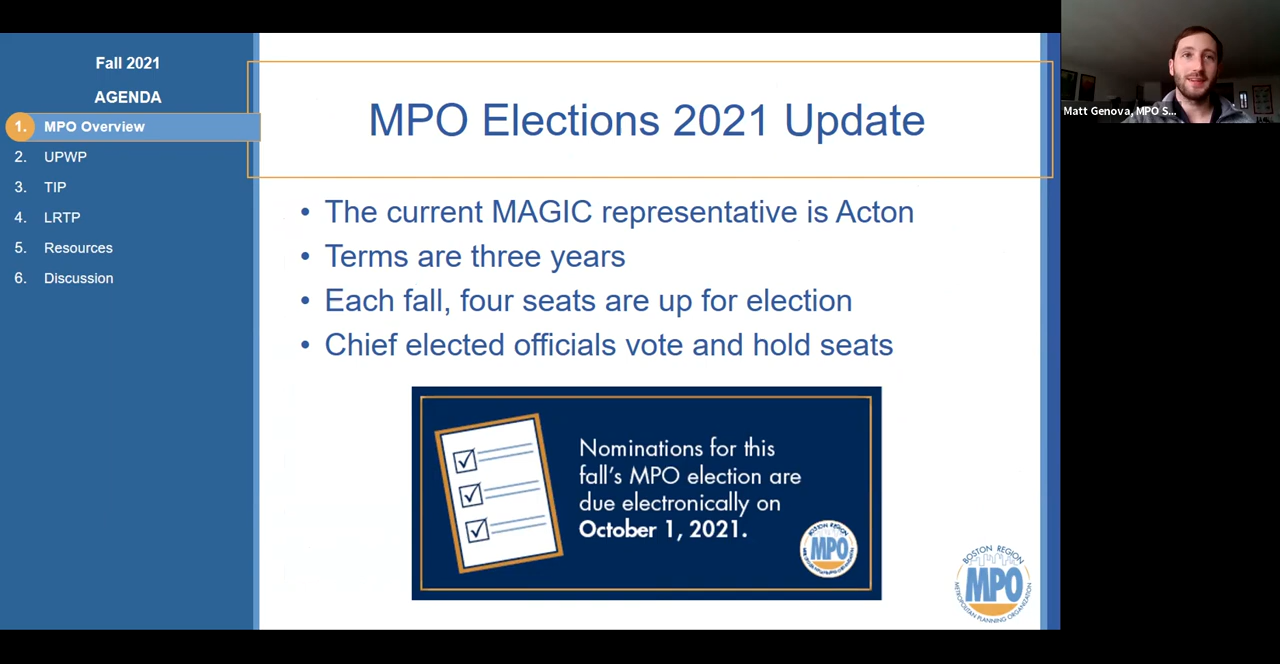 Fall 2021
AGENDA
1. MPO Overview
2. UPWP
3. TIP
4. LRTP
5. Resources
6. Discussion
MPO Elections 2021 Update
• The current MAGIC representative is Acton
• Terms are three years
• Each fall, four seats are up for election
• Chief elected officials vote and hold seats
Nominations for this
fall's MPO election are
due electronically on
October 1, 2021.
BOSTON REGION
MPO
BOSTON REGION
MPO
METROPOLITAN PLANNING ORGANIZATION
Matt Genova, MPO S...